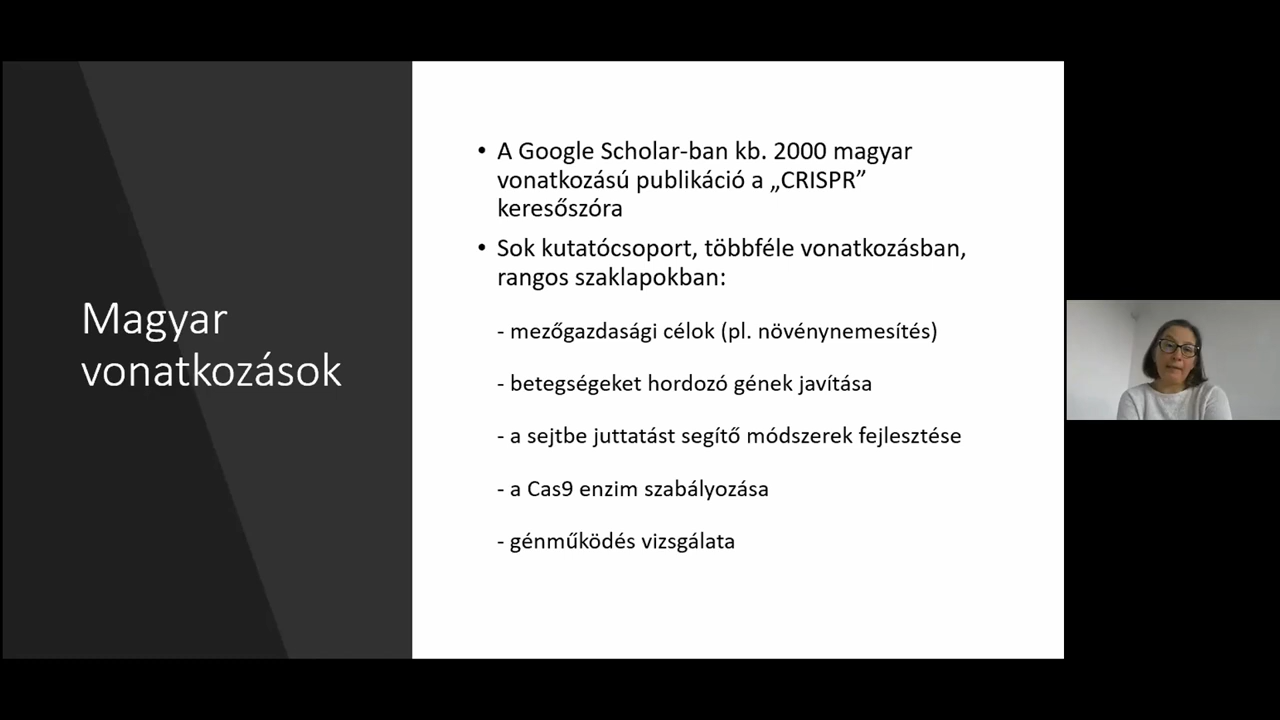 Magyar
vonatkozások
• A Google Scholar-ban kb. 2000 magyar
vonatkozású publikáció a „CRISPR”
keresőszóra
• Sok kutatócsoport, többféle vonatkozásban,
rangos szaklapokban:
- mezőgazdasági célok (pl. növénynemesítés)
- betegségeket hordozó gének javítása
- a sejtbe juttatást segítő módszerek fejlesztése
- a Cas9 enzim szabályozása
- génműködés vizsgálata